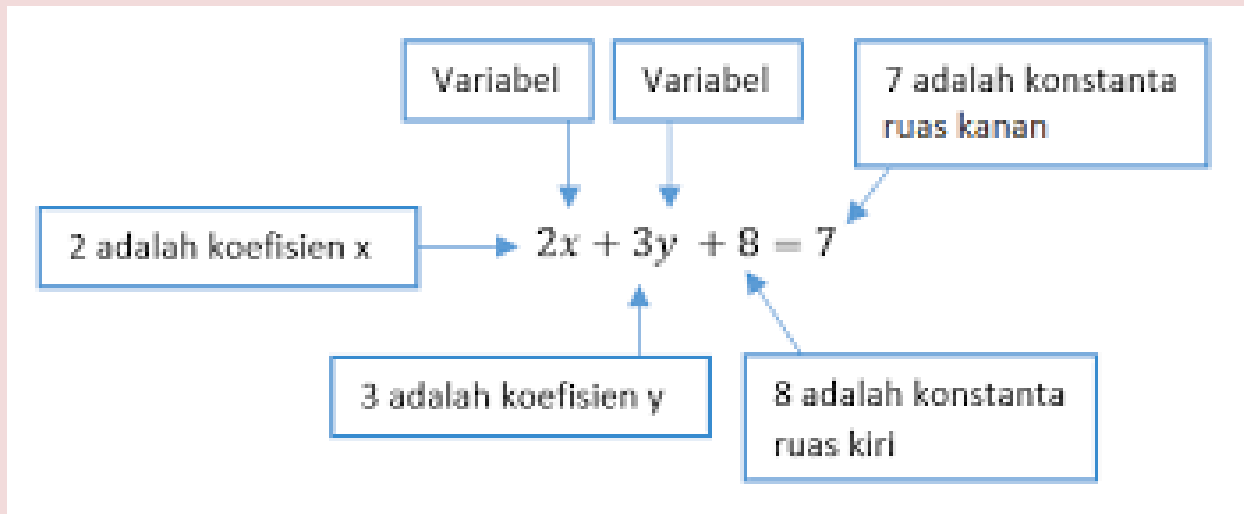 Variabel
Variabel
7 adalah konstanta
ruas kanan
2 adalah koefisien x
2x + 3y + 8 = 7
3 adalah koefisien y
8 adalah konstanta
ruas kiri